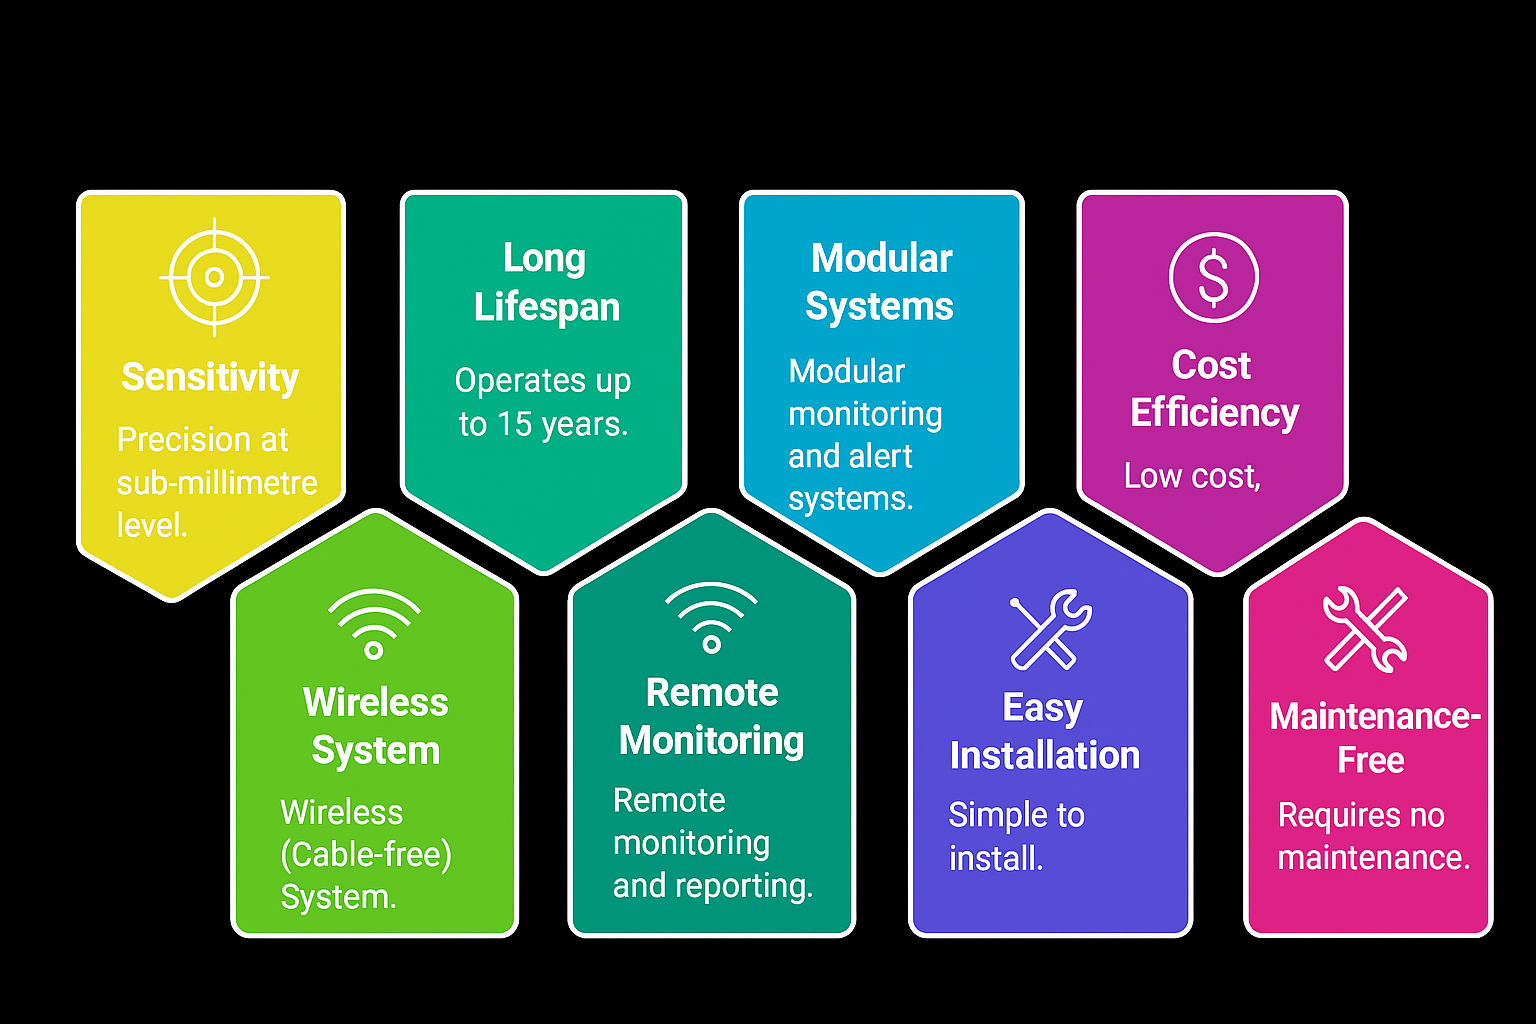 Sensitivity
Precision at
sub-millimetre
level.
Long
Lifespan
Operates up
to 15 years.
Modular
Systems
Modular
monitoring
and alert
systems.
Cost
Efficiency
Low cost,
Wireless
System
Wireless
(Cable-free)
System.
Remote
Monitoring
Remote
monitoring
and reporting.
Easy
Installation
Simple to
install.
Maintenance-
Free
Requires no
maintenance.